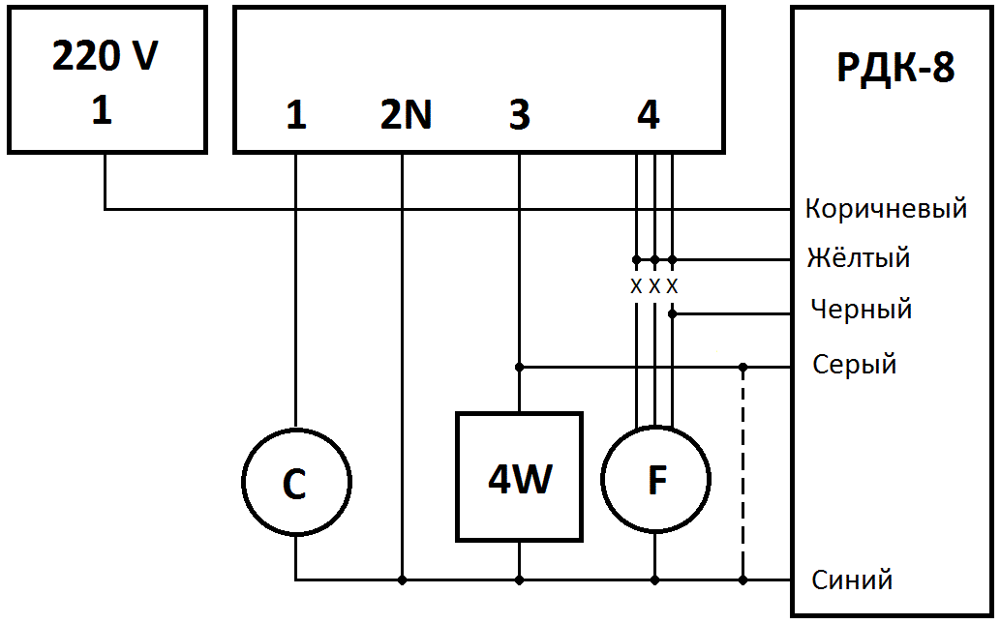 220 V
1
1 2N 3 4
РДК-8
Коричневый
Жёлтый
X X X
Черный
Серый
C
4W
F
Синий